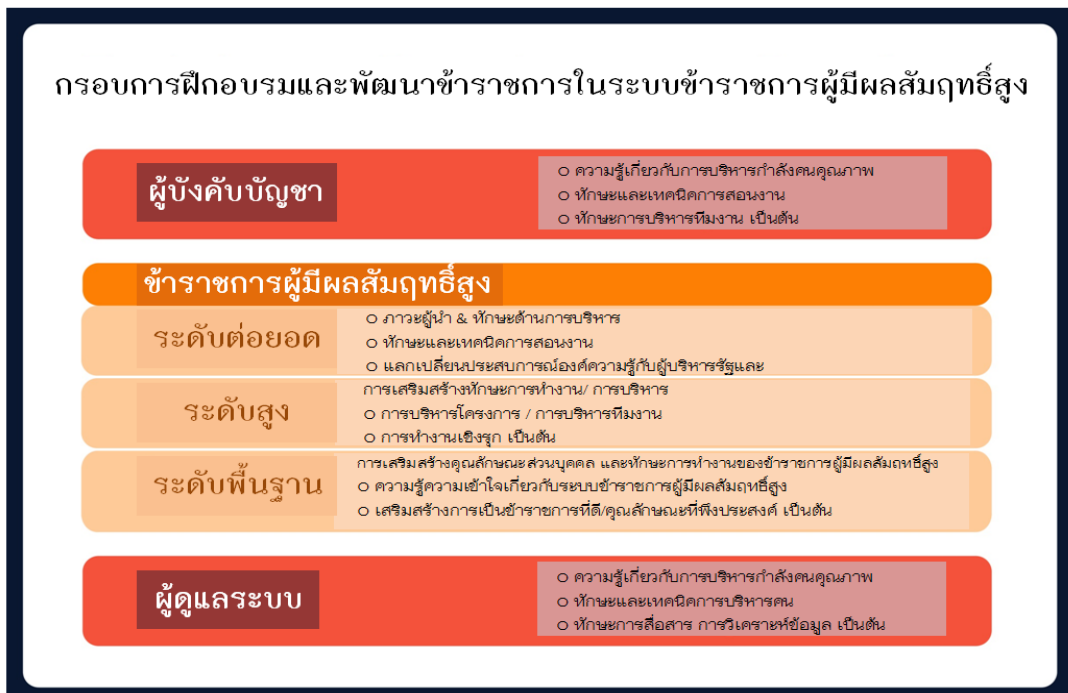 กรอบการฝึกอบรมและพัฒนาข้าราชการในระบบข้าราชการผู้มีผลสัมฤทธิ์สูง
ผู้บังคับบัญชา
o ความรู้เกี่ยวกับการบริหารกำลังคนคุณภาพ
o ทักษะและเทคนิคการสอนงาน
o ทักษะการบริหารทีมงาน เป็นต้น
ข้าราชการผู้มีผลสัมฤทธิ์สูง
ระดับต่อยอด
o ภาวะผู้นำ & ทักษะด้านการบริหาร
o ทักษะและเทคนิคการสอนงาน
o แลกเปลี่ยนประสบการณ์องค์ความรู้กับผู้บริหารรัฐและ
ระดับสูง
การเสริมสร้างทักษะการทำงาน/ การบริหาร
o การบริหารโครงการ / การบริหารทีมงาน
o การทำงานเชิงรุก เป็นต้น
ระดับพื้นฐาน
การเสริมสร้างคุณลักษณะส่วนบุคคล และทักษะการทำงานของข้าราชการผู้มีผลสัมฤทธิ์สูง
o ความรู้ความเข้าใจเกี่ยวกับระบบข้าราชการผู้มีผลสัมฤทธิ์สูง
o เสริมสร้างการเป็นข้าราชการที่ดี/คุณลักษณะที่พึงประสงค์ เป็นต้น
ผู้ดูแลระบบ
o ความรู้เกี่ยวกับการบริหารกำลังคนคุณภาพ
o ทักษะและเทคนิคการบริหารคน
o ทักษะการสื่อสาร การวิเคราะห์ข้อมูล เป็นต้น